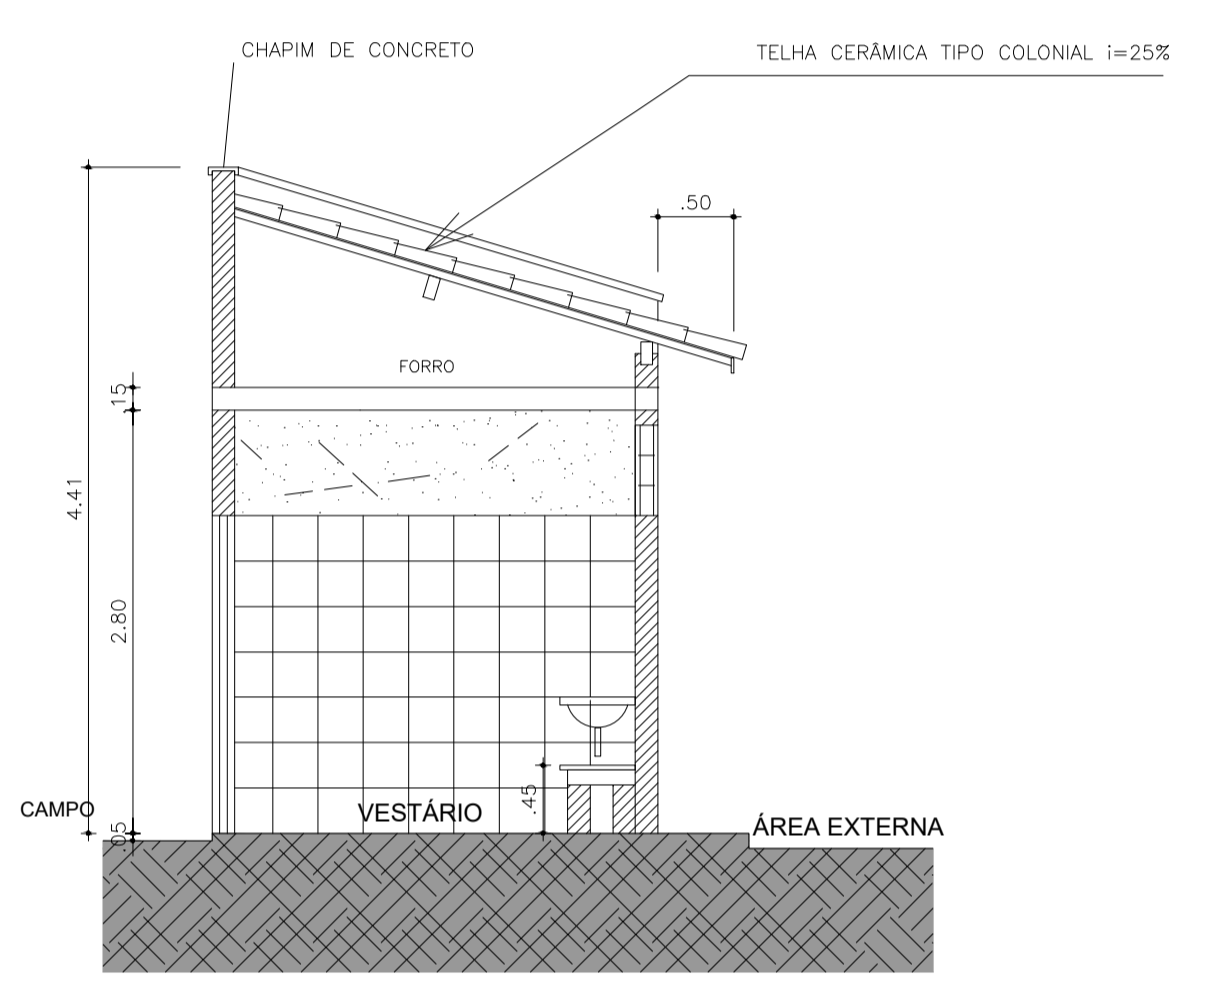 CHAPIM DE CONCRETO
TELHA CERÂMICA TIPO COLONIAL i=25%
.50
FORRO
.15
4.41
2.80
.45
CAMPO
VESTÁRIO
.05
ÁREA EXTERNA